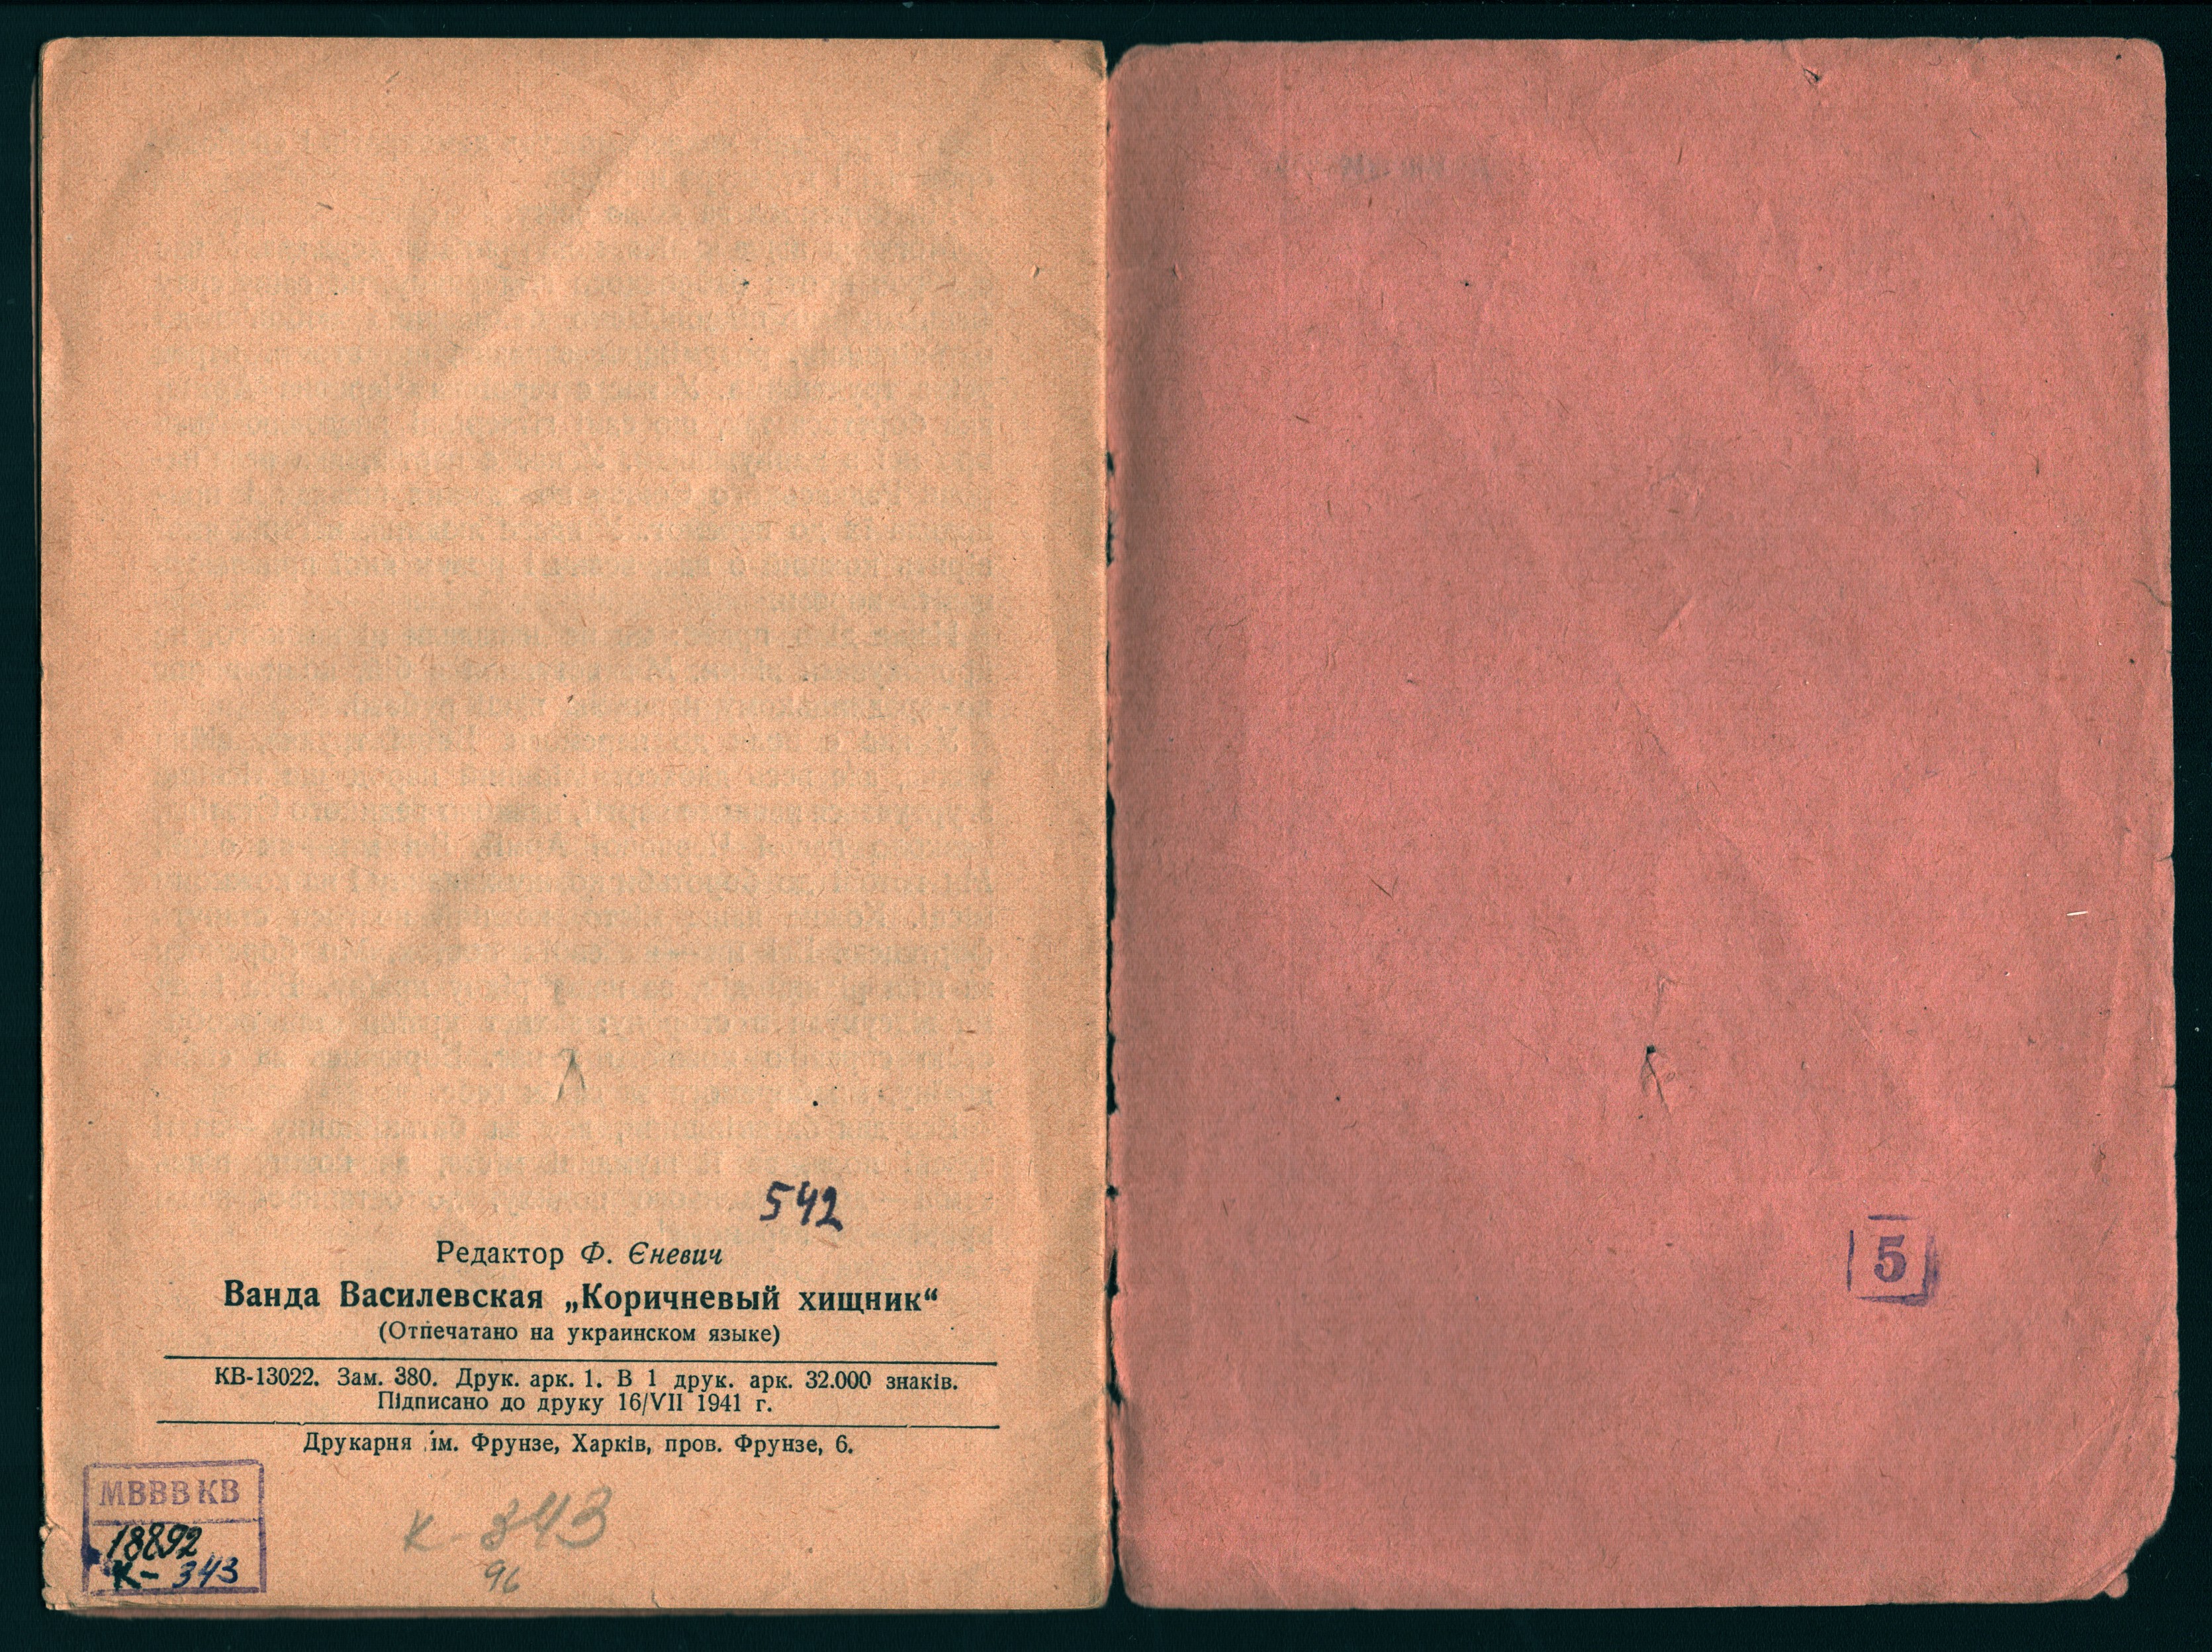 542
Редактор Ф. Єневич
Ванда Василевская „Коричневый хищник“
(Отпечатано на украинском языке)
КВ-13022. Зам. 380. Друк. арк. 1. В 1 друк. арк. 32.000 знаків.
Підписано до друку 16/VII 1941 г.
Друкарня ім. Фрунзе, Харків, пров. Фрунзе, 6.
МВВВКВ
18892
К- 343
К-343
96
5